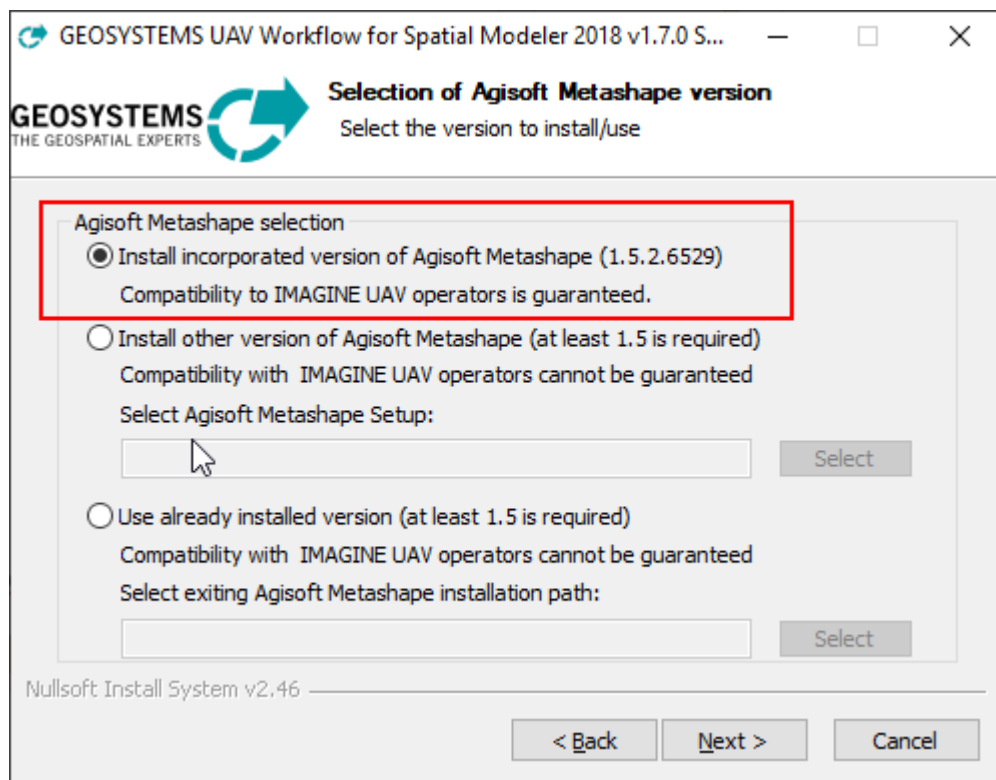 GEOSYSTEMS UAV Workflow for Spatial Modeler 2018 v1.7.0 S...
GEOSYSTEMS
THE GEOSPATIAL EXPERTS
Selection of Agisoft Metashape version
Select the version to install/use
Agisoft Metashape selection
Install incorporated version of Agisoft Metashape (1.5.2.6529)
Compatibility to IMAGINE UAV operators is guaranteed.
Install other version of Agisoft Metashape (at least 1.5 is required)
Compatibility with IMAGINE UAV operators cannot be guaranteed
Select Agisoft Metashape Setup:
Select
Use already installed version (at least 1.5 is required)
Compatibility with IMAGINE UAV operators cannot be guaranteed
Select exiting Agisoft Metashape installation path:
Select
Nullsoft Install System v2.46
< Back Next > Cancel